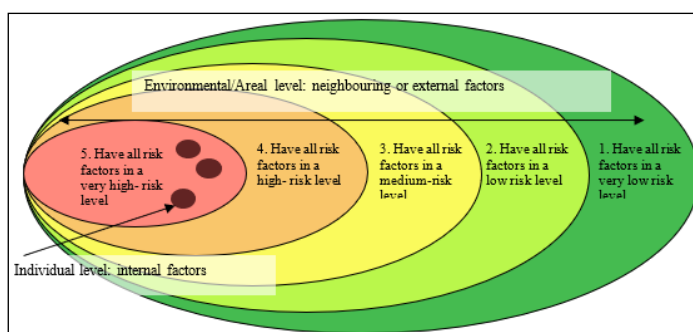 Environmental/Areal level: neighbouring or external factors
5. Have all risk
factors in a
very high- risk
level
4. Have all risk
factors in a
high- risk level
3. Have all risk
factors in a
medium-risk
level
2. Have all risk
factors in a
low risk level
1. Have all risk
factors in a
very low risk
level
Individual level: internal factors